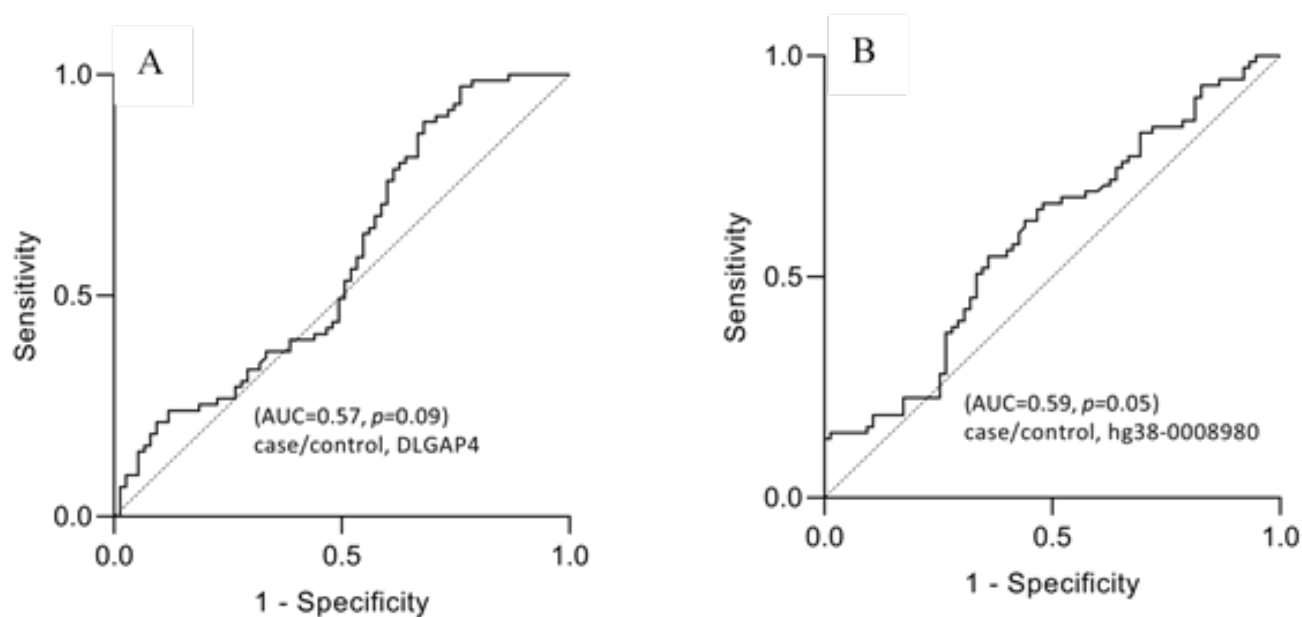 A
1.0
Sensitivity
0.5
(AUC=0.57, p=0.09)
case/control, DLGAP4
0.0
0.0 0.5 1.0
1 - Specificity
B
1.0
Sensitivity
0.5
(AUC=0.59, p=0.05)
case/control, hg38-0008980
0.0
0.0 0.5 1.0
1 - Specificity